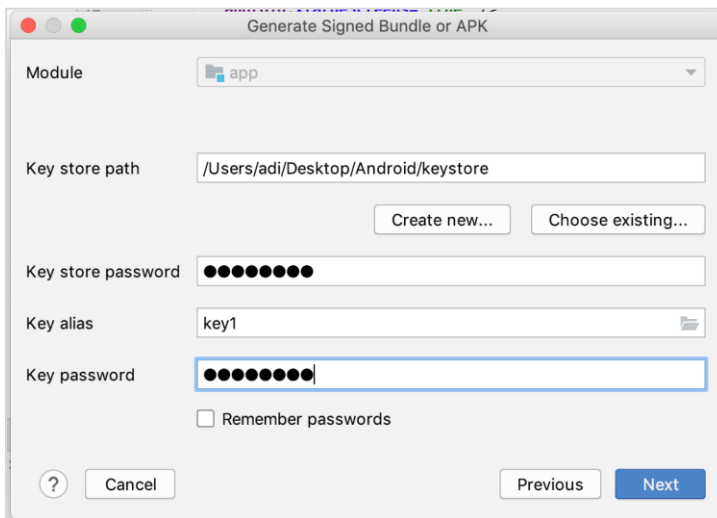 Generate Signed Bundle or APK
Module
app
Key store path
/Users/adi/Desktop/Android/keystore
Create new...
Choose existing...
Key store password
●●●●●●●●
Key alias
key1
Key password
●●●●●●●●
Remember passwords
?
Cancel
Previous
Next